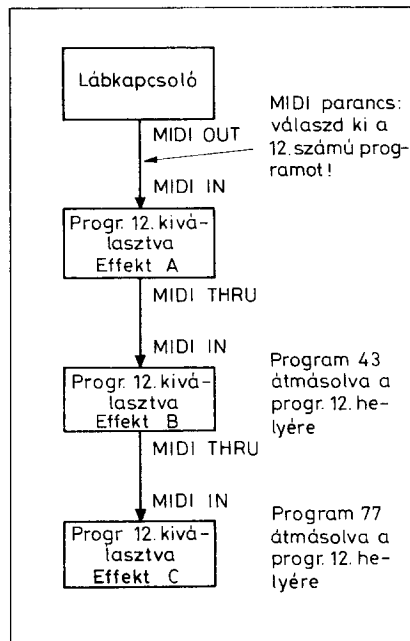 Lábkapcsoló
MIDI OUT
MIDI parancs:
válaszd ki a
12. számú prog-
ramot!
MIDI IN
Progr. 12. kivá-
lasztva
Effekt A
MIDI THRU
MIDI IN
Progr. 12. kivá-
lasztva
Effekt B
Program 43
átmásolva a
progr. 12. he-
lyére
MIDI THRU
MIDI IN
Progr 12. kivá-
lasztva
Effekt C
Program 77
átmásolva a
progr. 12. he-
lyére